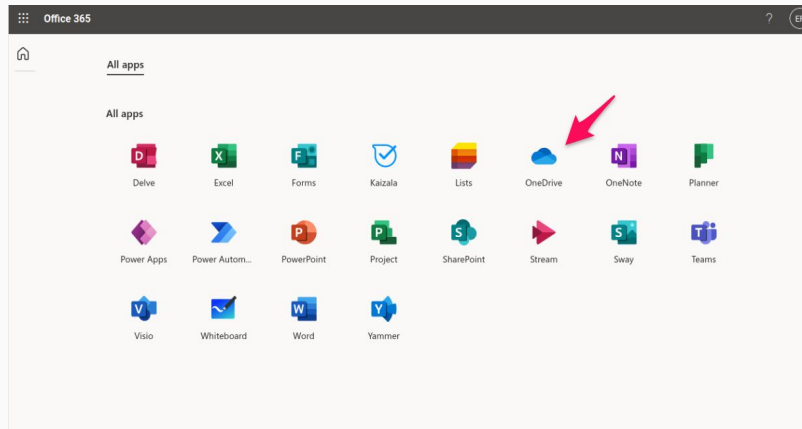 Office 365
?
All apps
All apps
Delve
Excel
Forms
Kaizala
Lists
OneDrive
OneNote
Planner
Power Apps
Power Autom...
PowerPoint
Project
SharePoint
Stream
Sway
Teams
Visio
Whiteboard
Word
Yammer